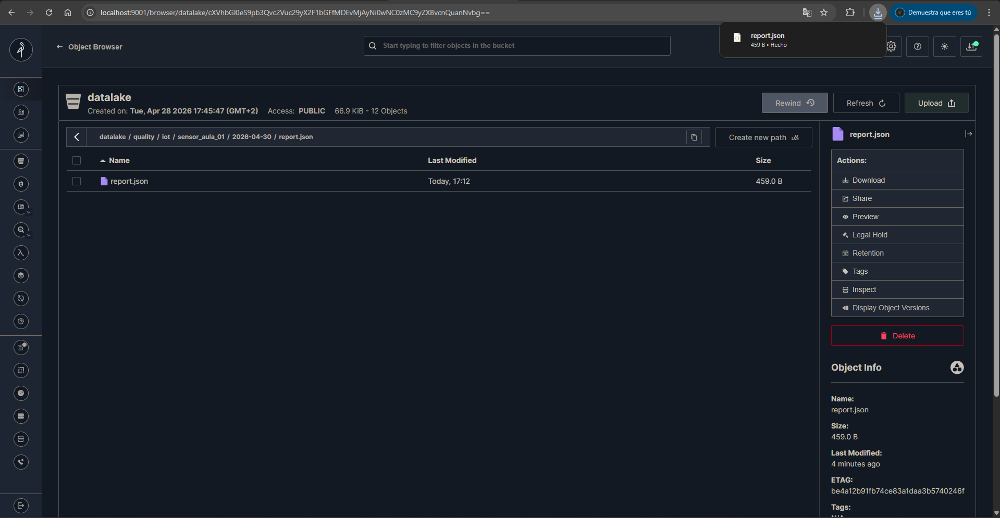 localhost:9001/browser/datalake/cXVhbGl0eS9pb3Qvc2Vuc29yX2F1bGFfMDEvMjAyNi0wNC0zMC9yZXBvcnQuanNvbg==
Demuestra que eres tú
report.json
459 B • Hecho
Object Browser
Start typing to filter objects in the bucket
datalake
Created on: Tue, Apr 28 2026 17:45:47 (GMT+2) Access: PUBLIC 66.9 KiB - 12 Objects
Rewind
Refresh
Upload
datalake / quality / iot / sensor_aula_01 / 2026-04-30 / report.json
Create new path
Name Last Modified Size
report.json Today, 17:12 459.0 B
report.json
Actions:
Download
Share
Preview
Legal Hold
Retention
Tags
Inspect
Display Object Versions
Delete
Object Info
Name:
report.json
Size:
459.0 B
Last Modified:
4 minutes ago
ETAG:
be4a12b91fb74ce83a1daa3b5740246f
Tags: